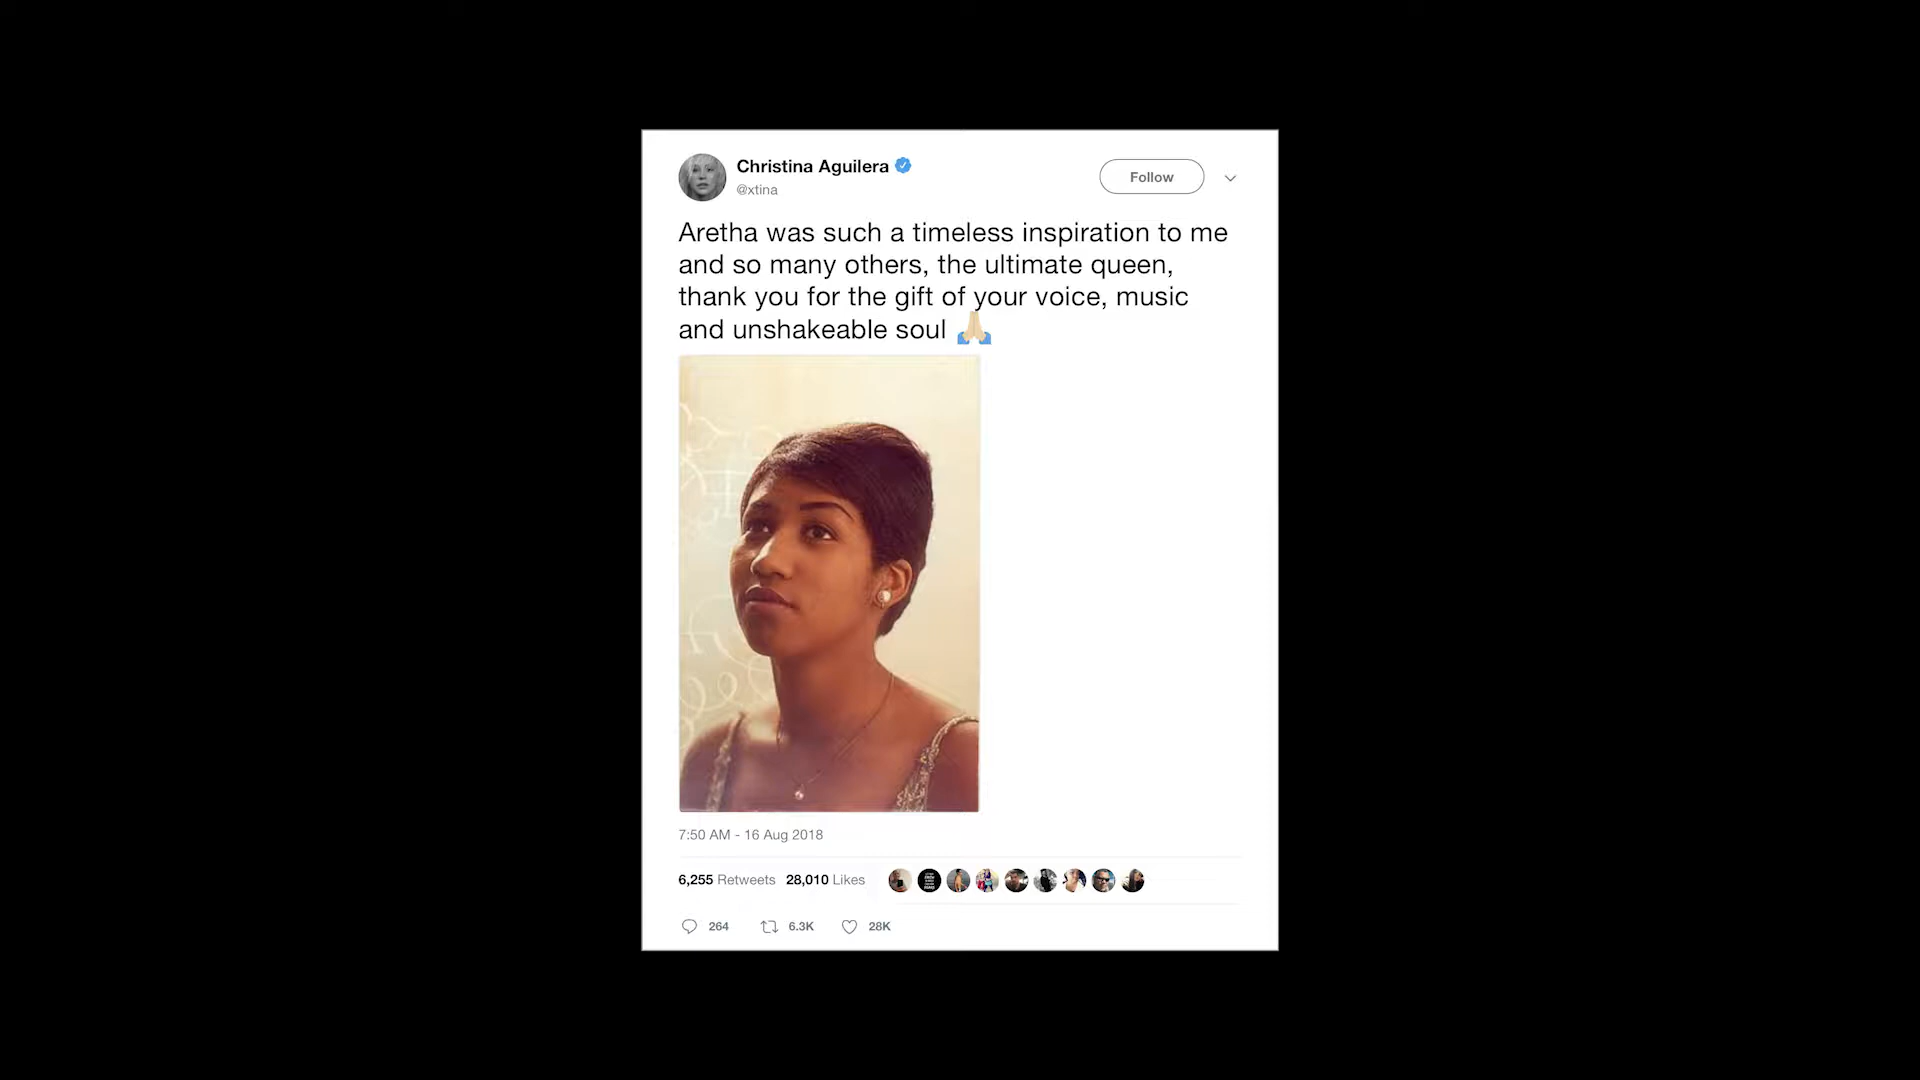 Christina Aguilera
@xtina
Follow
Aretha was such a timeless inspiration to me
and so many others, the ultimate queen,
thank you for the gift of your voice, music
and unshakeable soul 🙏🏼
7:50 AM - 16 Aug 2018
6,255 Retweets 28,010 Likes
264 6.3K 28K